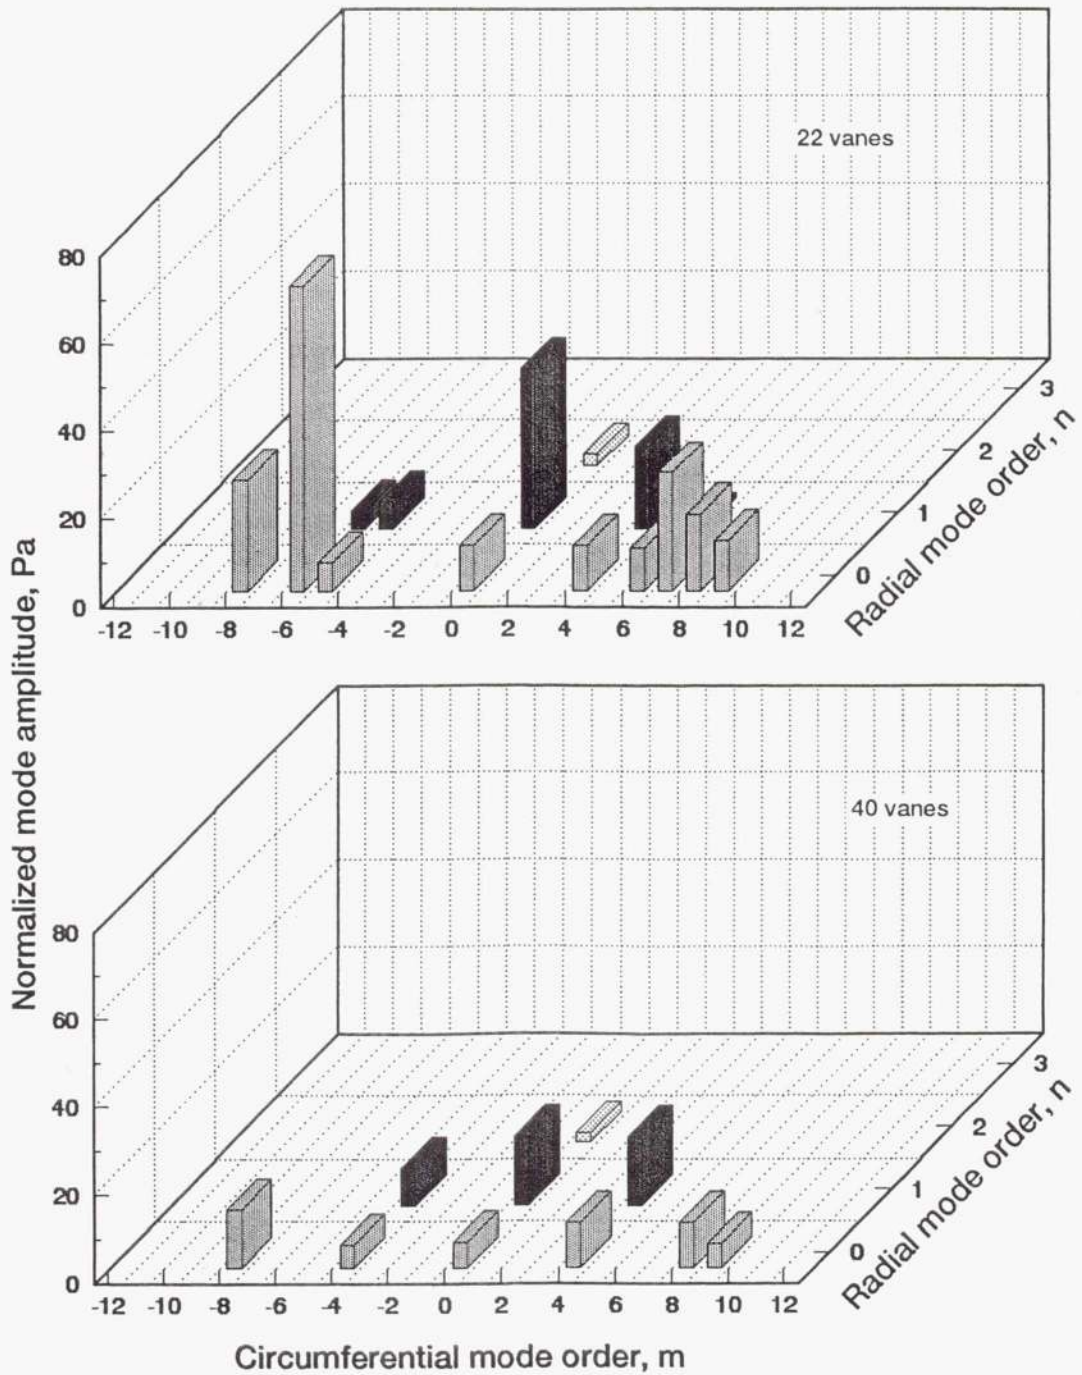 22 vanes
80
60
40
20
0
-12 -10 -8 -6 -4 -2 0 2 4 6 8 10 12
0
1
2
3
Radial mode order, n
Normalized mode amplitude, Pa
40 vanes
80
60
40
20
0
-12 -10 -8 -6 -4 -2 0 2 4 6 8 10 12
0
1
2
3
Radial mode order, n
Circumferential mode order, m